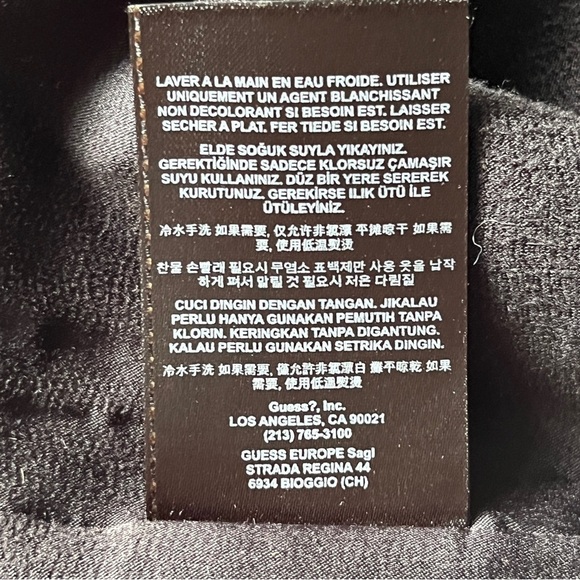 LAVER A LA MAIN EN EAU FROIDE. UTILISER
UNIQUEMENT UN AGENT BLANCHISSANT
NON DECOLORANT SI BESOIN EST. LAISSER
SECHER A PLAT. FER TIEDE SI BESOIN EST.
ELDE SOĞUK SUYLA YIKAYINIZ.
GEREKTİĞİNDE SADECE KLORSUZ ÇAMAŞIR
SUYU KULLANINIZ. DÜZ BİR YERE SEREREK
KURUTUNUZ. GEREKİRSE ILIK ÜTÜ İLE
ÜTÜLEYİNİZ.
冷水手洗 如果需要, 仅允许非氯漂 平摊晾干 如果需
要, 使用低温熨烫
찬물 손빨래 필요시 무염소 표백제만 사용 옷을 납작
하게 펴서 말릴 것 필요시 저온 다림질
CUCI DINGIN DENGAN TANGAN. JIKALAU
PERLU HANYA GUNAKAN PEMUTIH TANPA
KLORIN. KERINGKAN TANPA DIGANTUNG.
KALAU PERLU GUNAKAN SETRIKA DINGIN.
冷水手洗 如果需要, 僅允許非氯漂白 攤平晾乾 如果
需要, 使用低溫熨燙
Guess?, Inc.
LOS ANGELES, CA 90021
(213) 765-3100
GUESS EUROPE Sagl
STRADA REGINA 44
6934 BIOGGIO (CH)